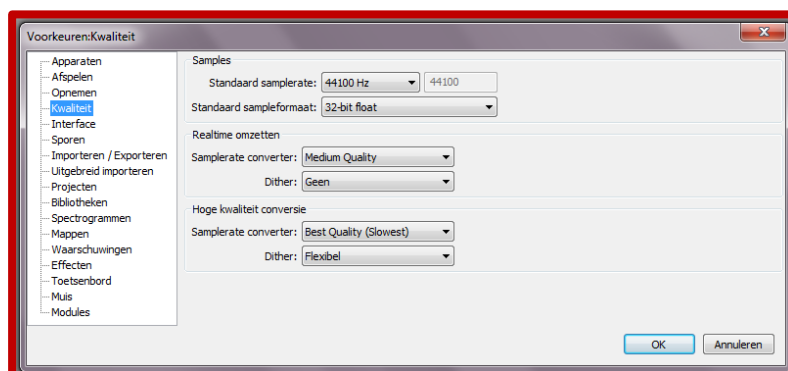 Voorkeuren:Kwaliteit
Apparaten
Afspelen
Opnemen
Kwaliteit
Interface
Sporen
Importeren / Exporteren
Uitgebreid importeren
Projecten
Bibliotheken
Spectrogrammen
Mappen
Waarschuwingen
Effecten
Toetsenbord
Muis
Modules
Samples
Standaard samplerate: 44100 Hz 44100
Standaard sampleformaat: 32-bit float
Realtime omzetten
Samplerate converter: Medium Quality
Dither: Geen
Hoge kwaliteit conversie
Samplerate converter: Best Quality (Slowest)
Dither: Flexibel
OK Annuleren